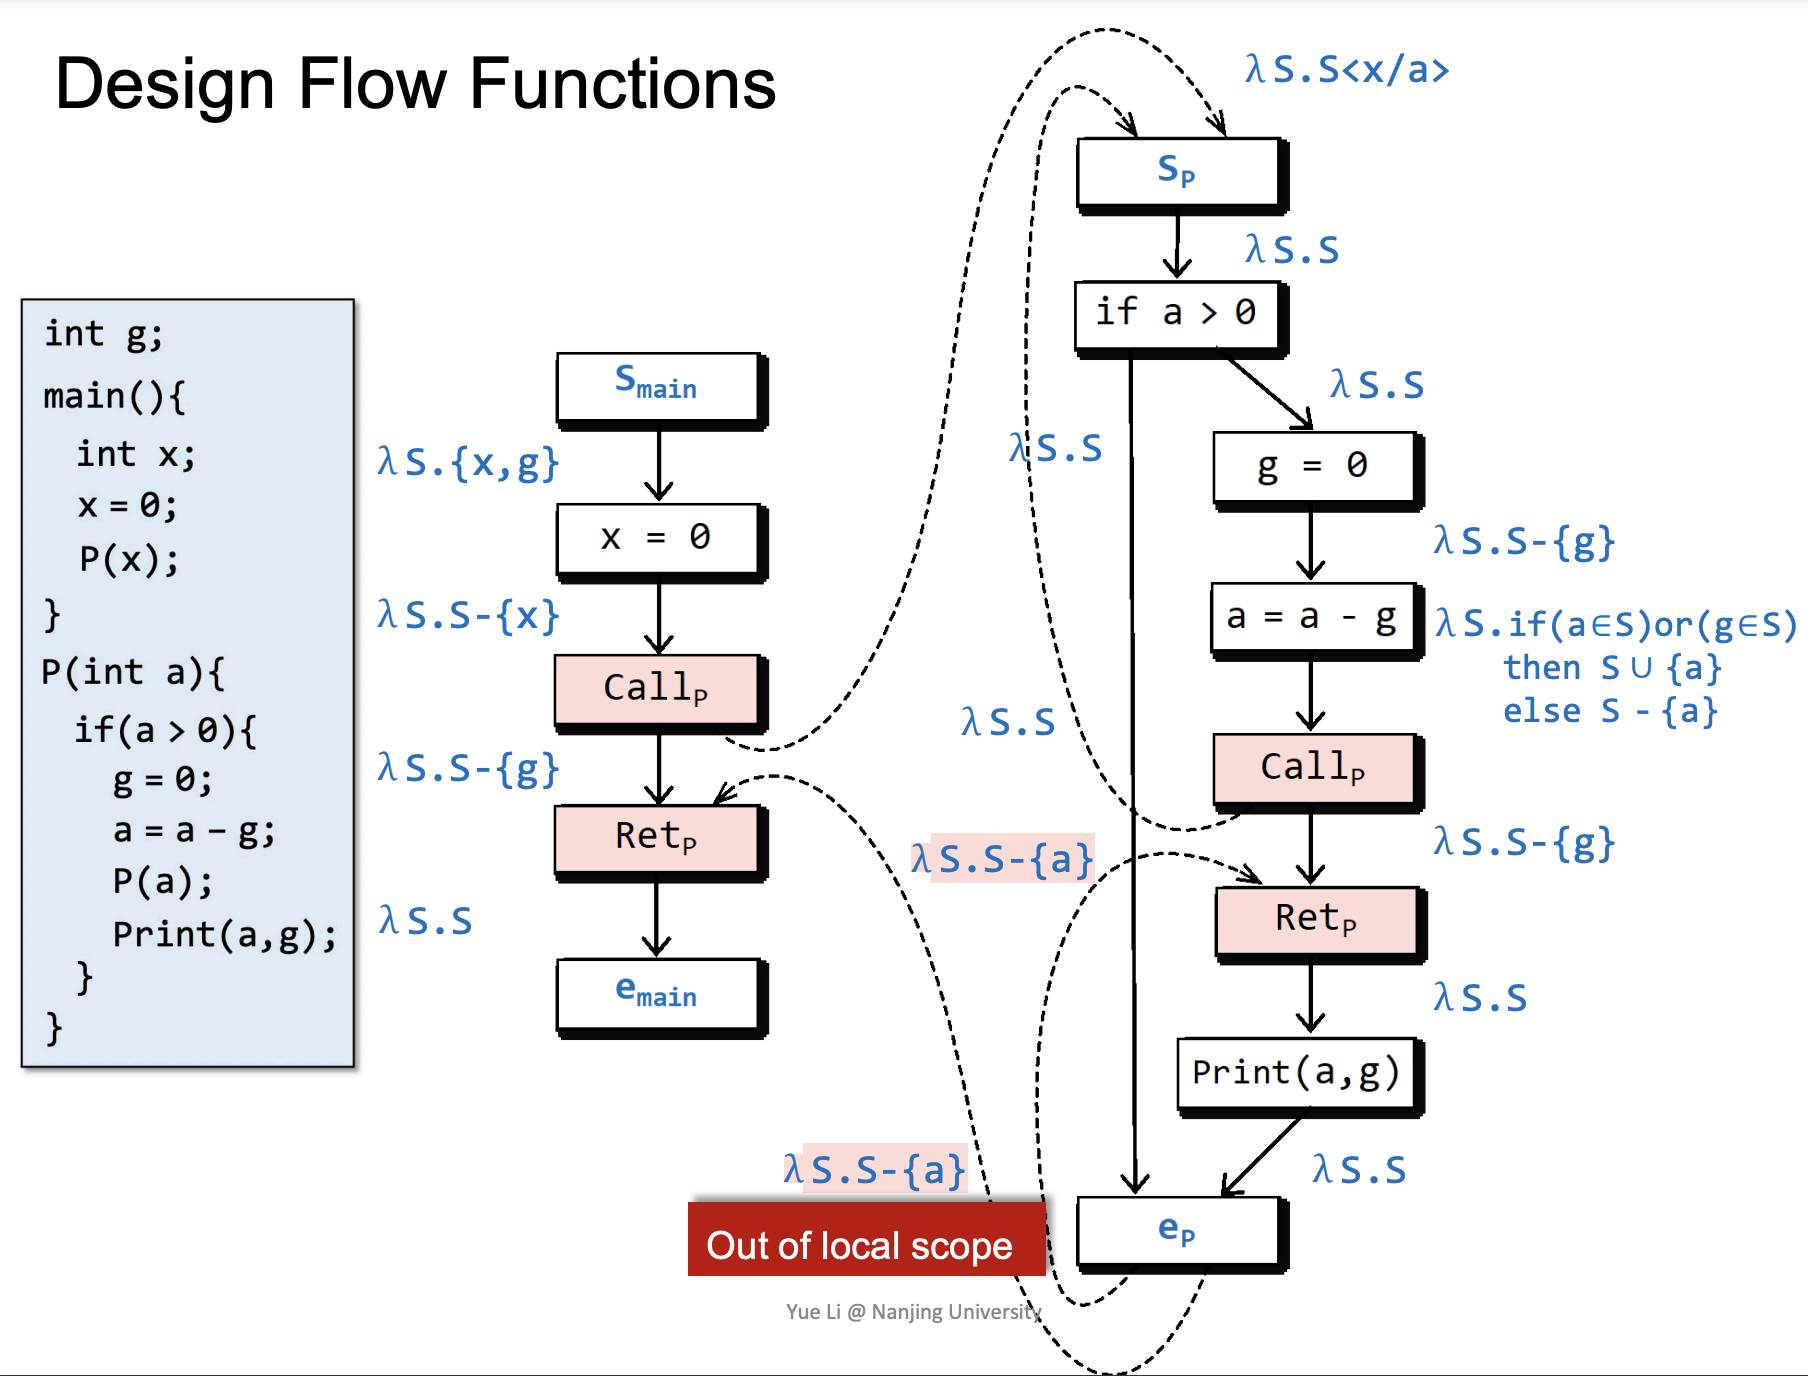 Design Flow Functions
int g;
main(){
int x;
x = 0;
P(x);
}
P(int a){
if(a > 0){
g = 0;
a = a – g;
P(a);
Print(a,g);
}
}
Smain
λS.{x,g}
x = 0
λS.S-{x}
CallP
λS.S-{g}
RetP
λS.S
emain
λS.S<x/a>
SP
λS.S
if a > 0
λS.S
λS.S
g = 0
λS.S-{g}
a = a - g
λS.if(a∈S)or(g∈S)
then S ∪ {a}
else S - {a}
λS.S
CallP
λS.S-{g}
λS.S-{a}
RetP
λS.S
Print(a,g)
λS.S
λS.S-{a}
Out of local scope
eP
Yue Li @ Nanjing University